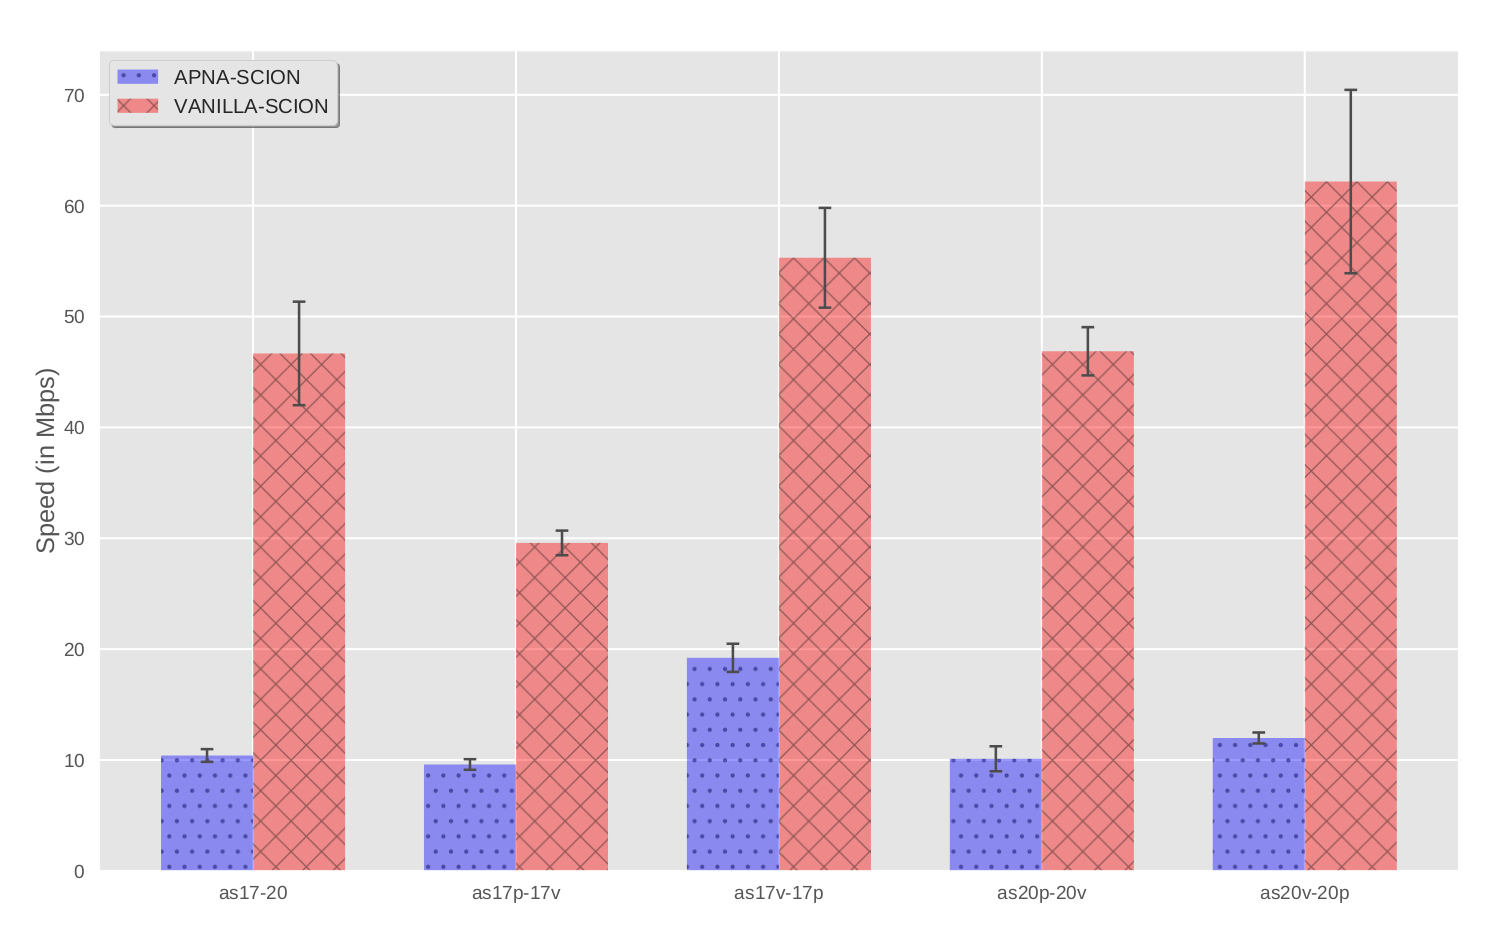 APNA-SCION
VANILLA-SCION
Speed (in Mbps)
70
60
50
40
30
20
10
0
as17-20
as17p-17v
as17v-17p
as20p-20v
as20v-20p